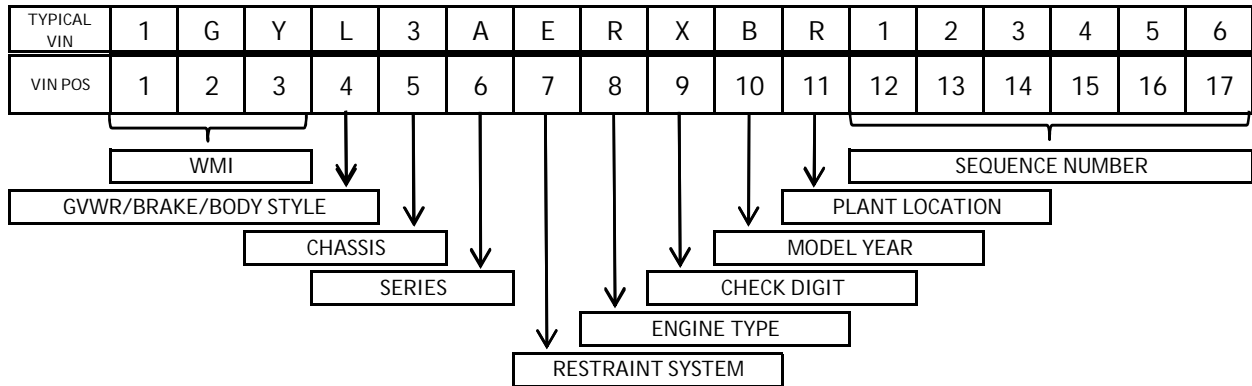 TYPICAL VIN 1 G Y L 3 A E R X B R 1 2 3 4 5 6
VIN POS 1 2 3 4 5 6 7 8 9 10 11 12 13 14 15 16 17
WMI SEQUENCE NUMBER
GVWR/BRAKE/BODY STYLE PLANT LOCATION
CHASSIS MODEL YEAR
SERIES CHECK DIGIT
ENGINE TYPE
RESTRAINT SYSTEM